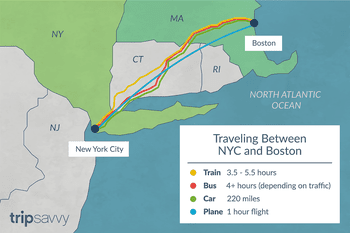 NY
MA
Boston
CT
RI
NORTH ATLANTIC
OCEAN
NJ
New York City
Traveling Between
NYC and Boston
Train 3.5 - 5.5 hours
Bus 4+ hours (depending on traffic)
Car 220 miles
Plane 1 hour flight
tripsavvy